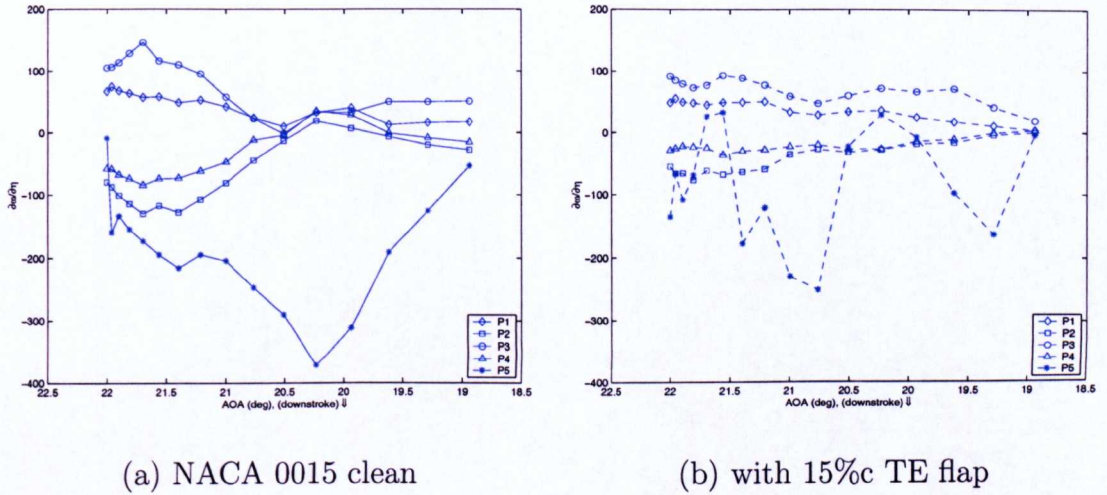 200
100
0
−100
−200
−300
−400
∂ω/∂η
22.5 22 21.5 21 20.5 20 19.5 19 18.5
AOA (deg), (downstroke)⇓
P1
P2
P3
P4
P5
(a) NACA 0015 clean
200
100
0
−100
−200
−300
−400
∂ω/∂η
22.5 22 21.5 21 20.5 20 19.5 19 18.5
AOA (deg), (downstroke)⇓
P1
P2
P3
P4
P5
(b) with 15%c TE flap